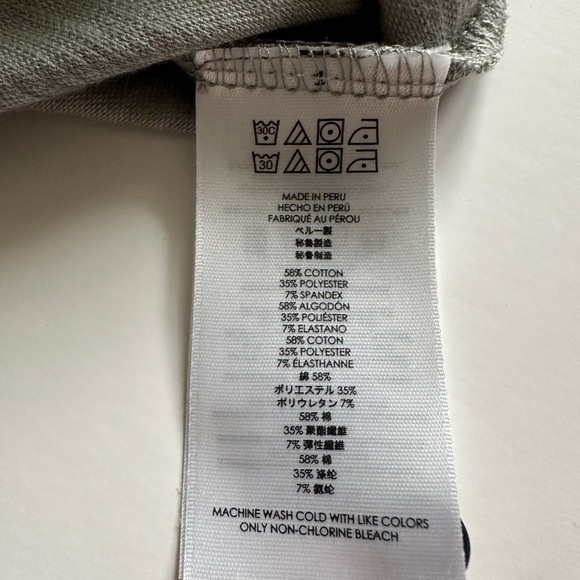 30C
30
MADE IN PERU
HECHO EN PERÚ
FABRIQUÉ AU PÉROU
ペルー製
秘魯製造
秘鲁制造
58% COTTON
35% POLYESTER
7% SPANDEX
58% ALGODÓN
35% POLIÉSTER
7% ELASTANO
58% COTON
35% POLYESTER
7% ÉLASTHANNE
綿 58%
ポリエステル 35%
ポリウレタン 7%
58% 棉
35% 聚酯纖維
7% 彈性纖維
58% 棉
35% 涤纶
7% 氨纶
MACHINE WASH COLD WITH LIKE COLORS
ONLY NON-CHLORINE BLEACH